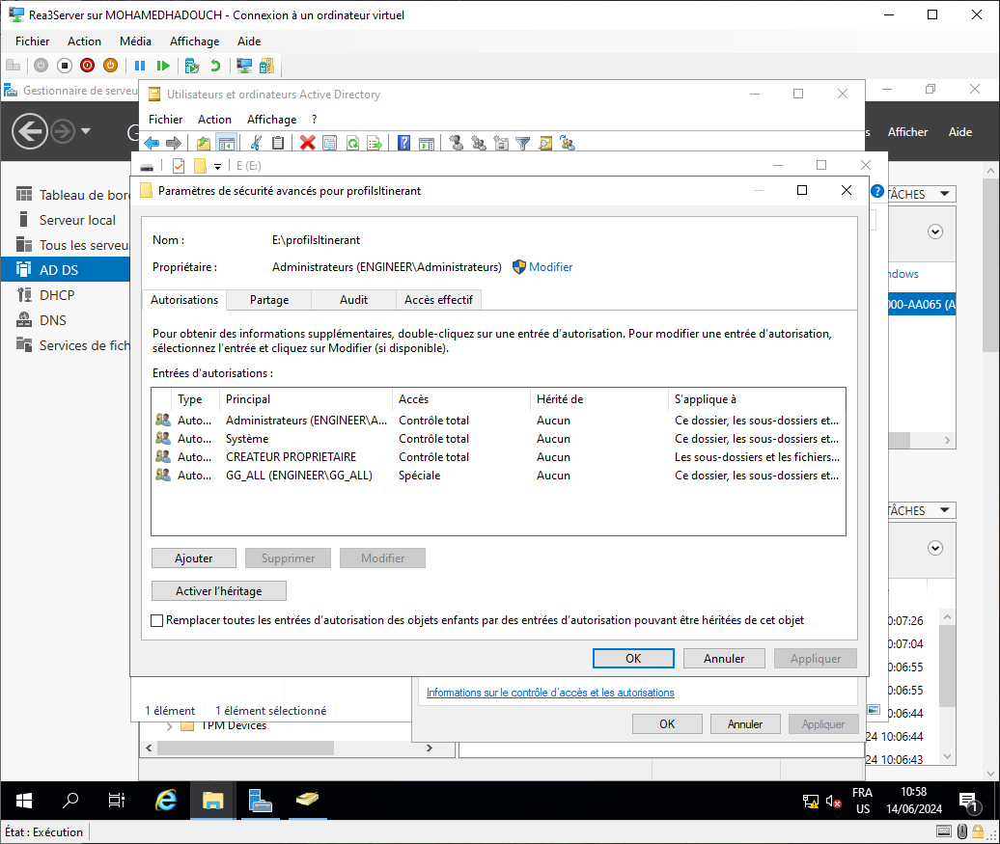 Rea3Server sur MOHAMEDHADOUCH - Connexion à un ordinateur virtuel
Fichier Action Média Affichage Aide
Gestionnaire de serveu
Utilisateurs et ordinateurs Active Directory
Fichier Action Affichage ?
Afficher Aide
E (E:)
Paramètres de sécurité avancés pour profilsItinerant
Tableau de bor
Serveur local
Tous les serveu
AD DS
DHCP
DNS
Services de fich
TÂCHES
ndows
000-AA065 (A
Nom : E:\profilsItinerant
Propriétaire : Administrateurs (ENGINEER\Administrateurs) Modifier
Autorisations Partage Audit Accès effectif
Pour obtenir des informations supplémentaires, double-cliquez sur une entrée d'autorisation. Pour modifier une entrée d'autorisation,
sélectionnez l'entrée et cliquez sur Modifier (si disponible).
Entrées d'autorisations :
Type Principal Accès Hérité de S'applique à
Auto... Administrateurs (ENGINEER\A... Contrôle total Aucun Ce dossier, les sous-dossiers et...
Auto... Système Contrôle total Aucun Ce dossier, les sous-dossiers et...
Auto... CREATEUR PROPRIETAIRE Contrôle total Aucun Les sous-dossiers et les fichiers...
Auto... GG_ALL (ENGINEER\GG_ALL) Spéciale Aucun Ce dossier, les sous-dossiers et...
TÂCHES
Ajouter Supprimer Modifier
Activer l'héritage
Remplacer toutes les entrées d'autorisation des objets enfants par des entrées d'autorisation pouvant être héritées de cet objet
OK Annuler Appliquer
0:07:26
0:07:04
0:06:55
0:06:55
0:06:44
24 10:06:44
24 10:06:43
Informations sur le contrôle d'accès et les autorisations
1 élément 1 élément sélectionné
OK Annuler Appliquer
TPM Devices
FRA
US
10:58
14/06/2024
1
État : Exécution